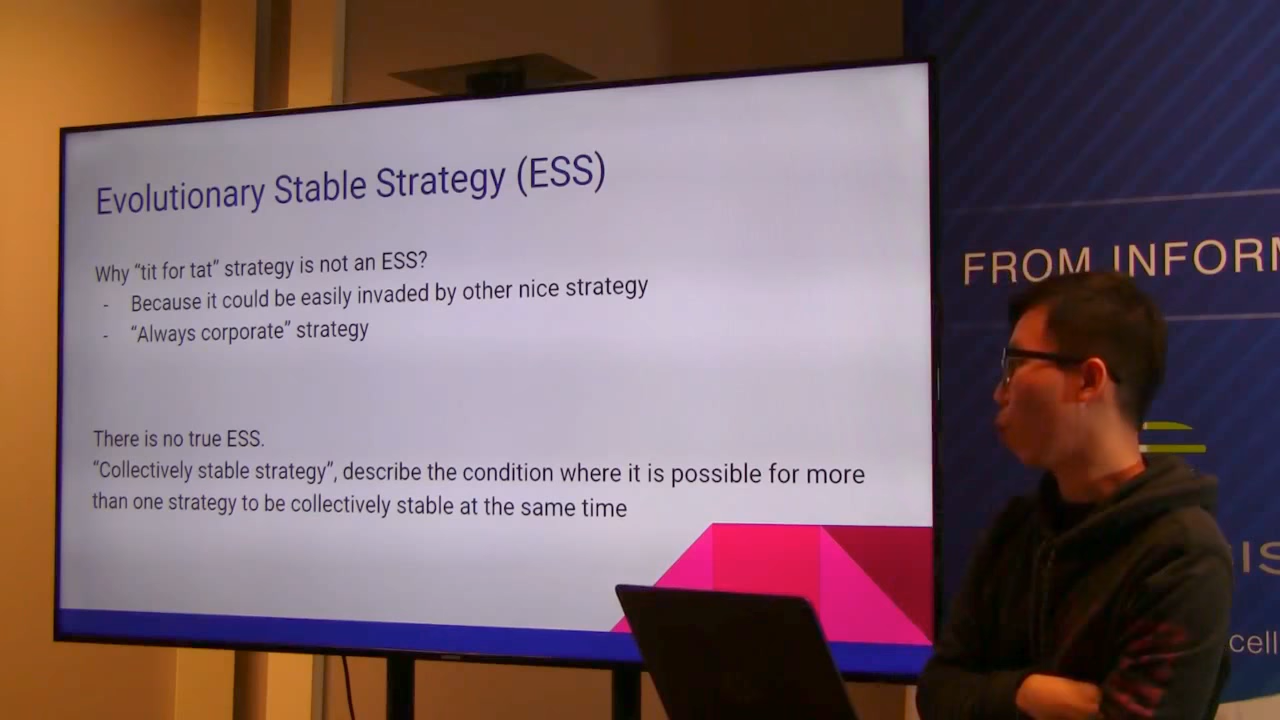 Evolutionary Stable Strategy (ESS)
Why “tit for tat” strategy is not an ESS?
- Because it could be easily invaded by other nice strategy
- “Always corporate” strategy
There is no true ESS.
“Collectively stable strategy”, describe the condition where it is possible for more
than one strategy to be collectively stable at the same time
FROM INFORM
IS
cell